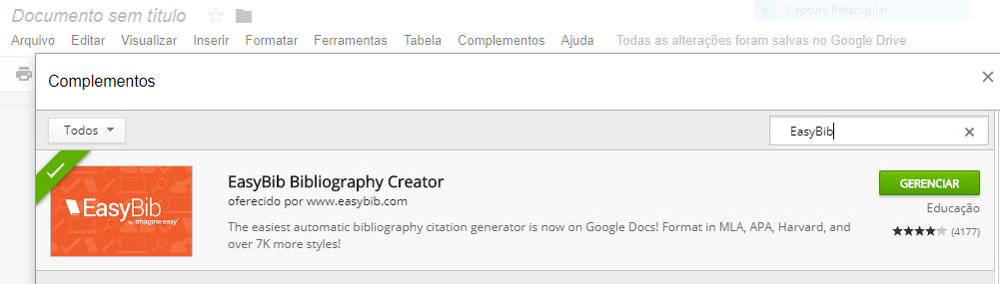 Documento sem título
Captura Retangular
Arquivo Editar Visualizar Inserir Formatar Ferramentas Tabela Complementos Ajuda Todas as alterações foram salvas no Google Drive
Complementos
Todos
EasyBib
EasyBib
by imagine easy
EasyBib Bibliography Creator
oferecido por www.easybib.com
The easiest automatic bibliography citation generator is now on Google Docs! Format in MLA, APA, Harvard, and
over 7K more styles!
GERENCIAR
Educação
(4177)